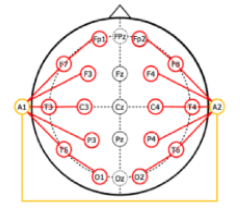 Fp1 FPz Fp2
F7 F3 Fz F4 F8
A1 T3 C3 Cz C4 T4 A2
P3 Pz P4
T5 T6
O1 Oz O2